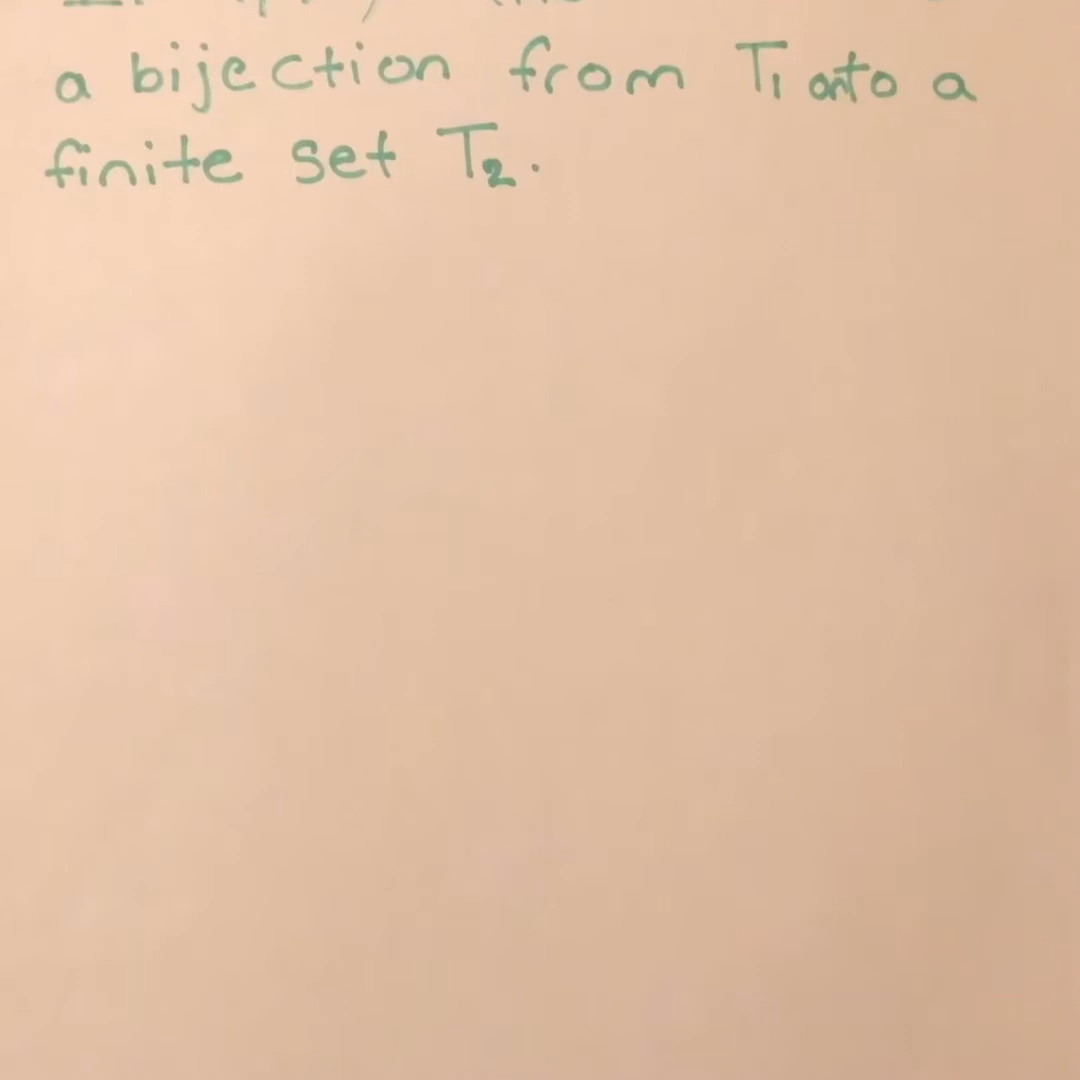 a bijection from T₁ onto a
finite set T₂.